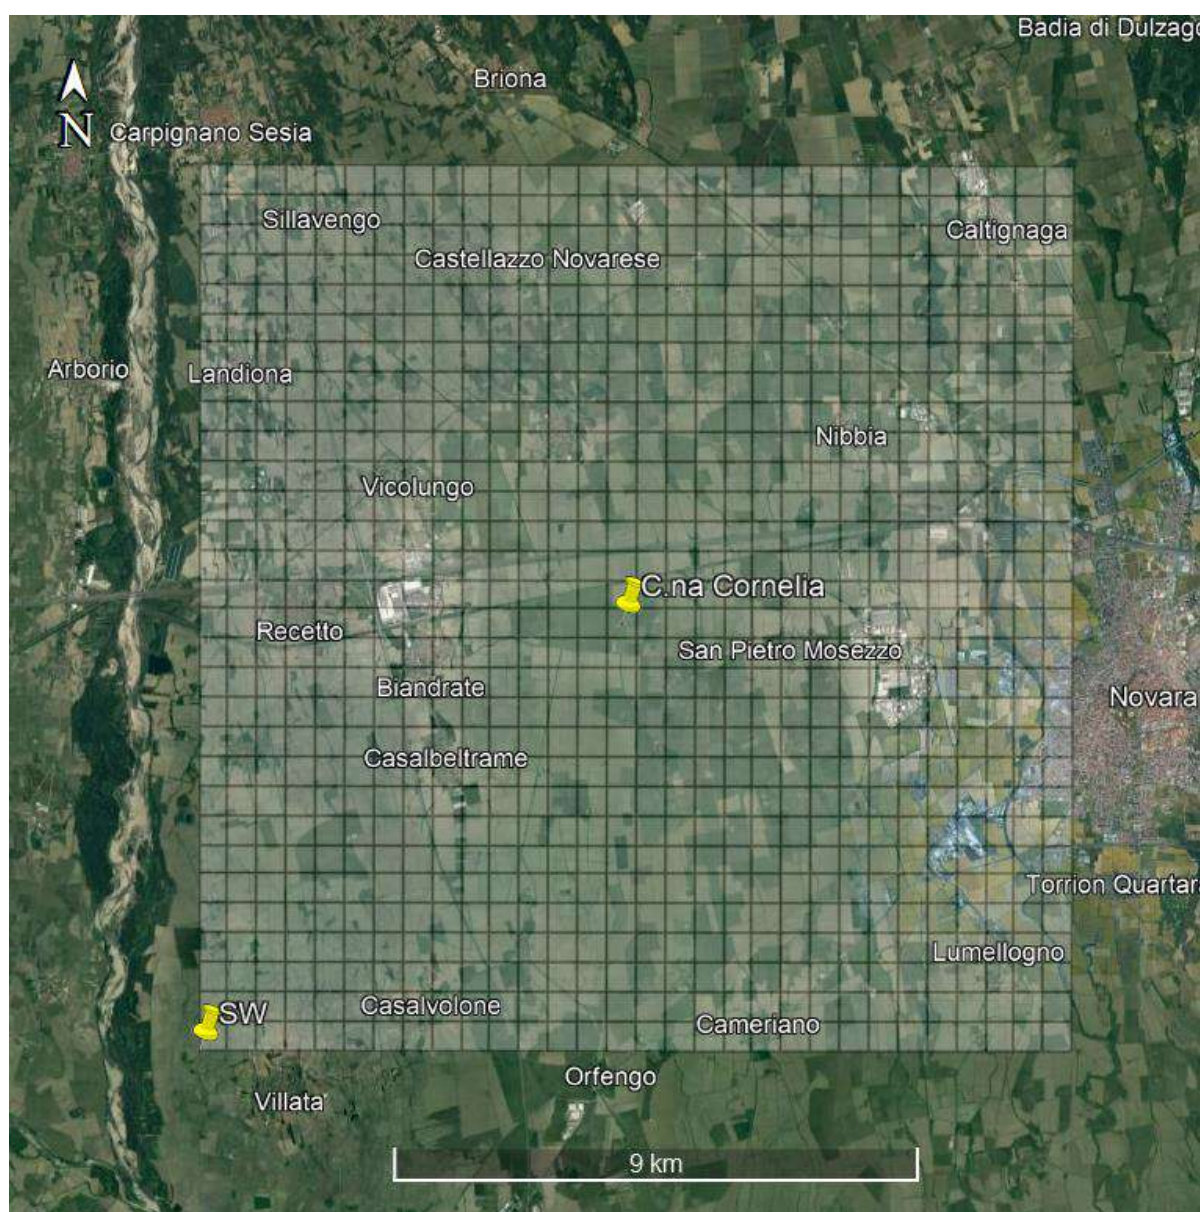 Badia di Dulzago
Briona
N
Carpignano Sesia
Sillavengo
Caltignaga
Castellazzo Novarese
Arborio
Landiona
Nibbia
Vicolungo
C.na Cornelia
Recetto
San Pietro Mosezzo
Biandrate
Novara
Casalbeltrame
Torrion Quartar
Lumellogno
Casalvolone
SW
Cameriano
Orfengo
Villata
9 km